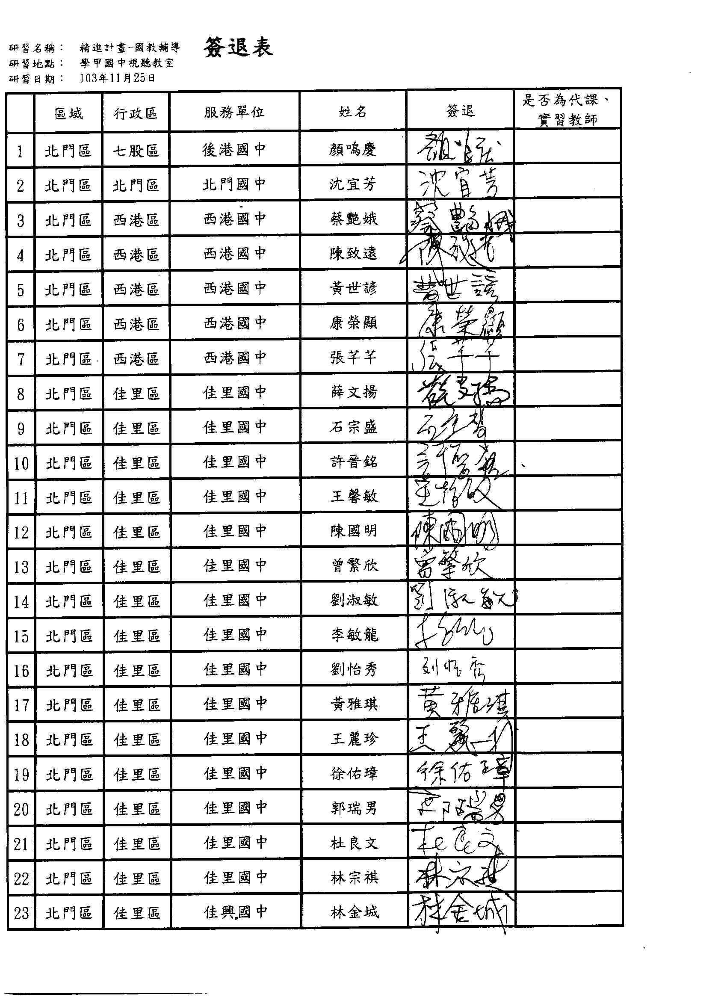 簽退表
研習名稱： 精進計畫-國教輔導
研習地點： 學甲國中視聽教室
研習日期： 103年11月25日
區域 行政區 服務單位 姓名 簽退 是否為代課、實習教師
1 北門區 七股區 後港國中 顏鳴慶
2 北門區 北門區 北門國中 沈宜芳 沈宜芳
3 北門區 西港區 西港國中 蔡艷娥 蔡艷娥
4 北門區 西港區 西港國中 陳致遠
5 北門區 西港區 西港國中 黃世諺 黃世諺
6 北門區 西港區 西港國中 康榮顯 康榮顯
7 北門區 西港區 西港國中 張芊芊 張芊芊
8 北門區 佳里區 佳里國中 薛文揚
9 北門區 佳里區 佳里國中 石宗盛
10 北門區 佳里區 佳里國中 許晉銘
11 北門區 佳里區 佳里國中 王馨敏
12 北門區 佳里區 佳里國中 陳國明 陳國明
13 北門區 佳里區 佳里國中 曾繁欣 曾繁欣
14 北門區 佳里區 佳里國中 劉淑敏 劉淑敏
15 北門區 佳里區 佳里國中 李敏龍
16 北門區 佳里區 佳里國中 劉怡秀 刘怡秀
17 北門區 佳里區 佳里國中 黃雅琪 黃雅琪
18 北門區 佳里區 佳里國中 王麗珍
19 北門區 佳里區 佳里國中 徐佑璋 徐佑璋
20 北門區 佳里區 佳里國中 郭瑞男 郭瑞男
21 北門區 佳里區 佳里國中 杜良文 杜良文
22 北門區 佳里區 佳里國中 林宗祺 林宗祺
23 北門區 佳里區 佳興國中 林金城 林金城